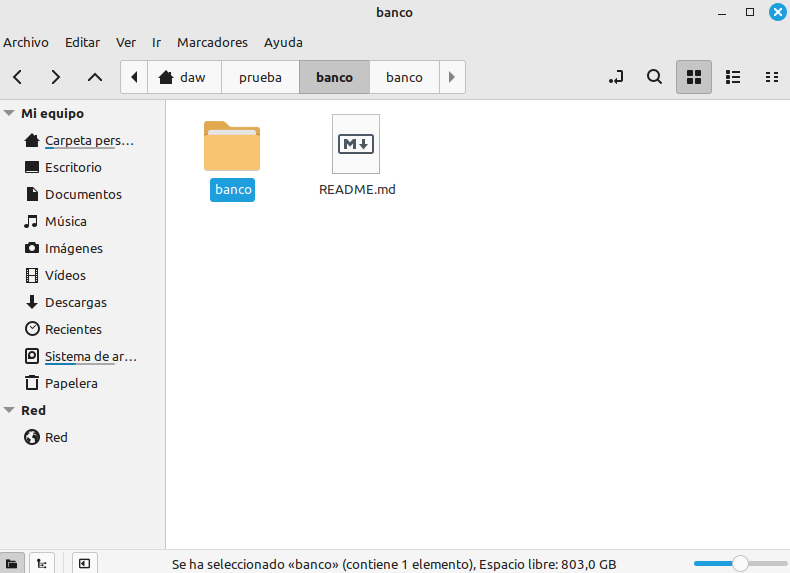 banco
Archivo Editar Ver Ir Marcadores Ayuda
daw prueba banco banco
Mi equipo
Carpeta pers…
Escritorio
Documentos
Música
Imágenes
Vídeos
Descargas
Recientes
Sistema de ar…
Papelera
Red
Red
banco
README.md
Se ha seleccionado «banco» (contiene 1 elemento), Espacio libre: 803,0 GB